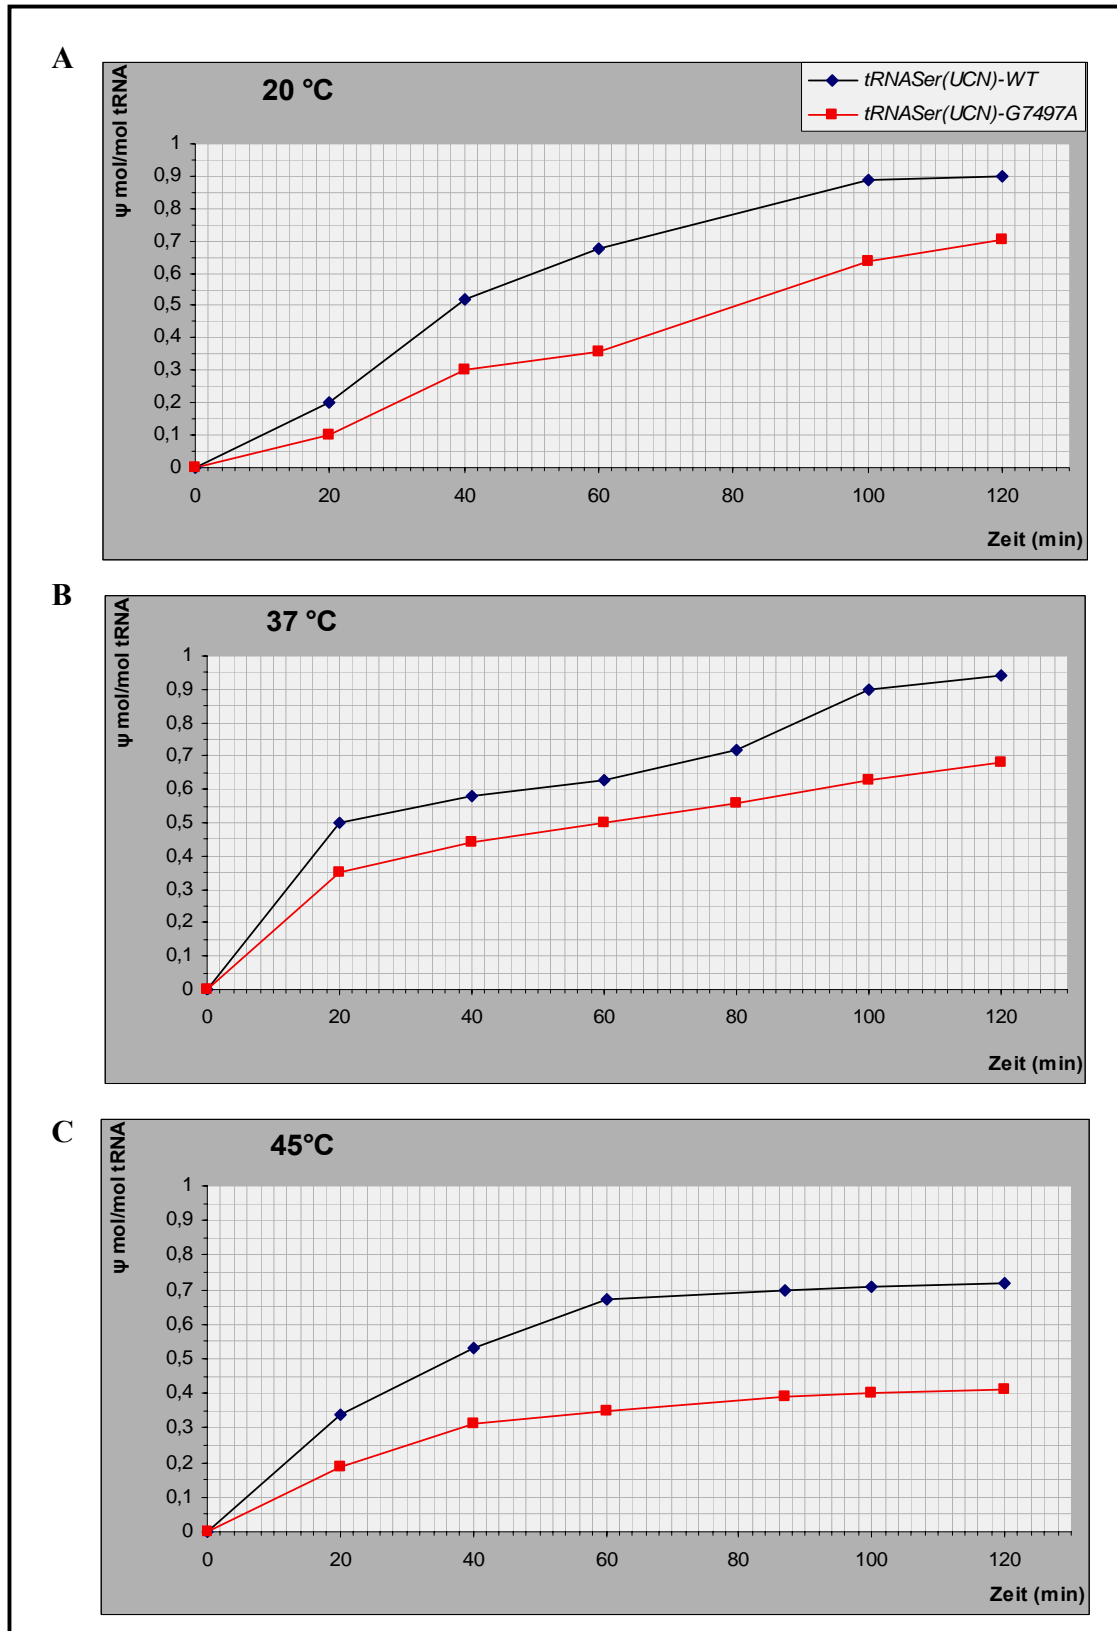 A
20 °C
tRNASer(UCN)-WT
tRNASer(UCN)-G7497A
ψ mol/mol tRNA
1
0,9
0,8
0,7
0,6
0,5
0,4
0,3
0,2
0,1
0
0 20 40 60 80 100 120
Zeit (min)
B
37 °C
ψ mol/mol tRNA
1
0,9
0,8
0,7
0,6
0,5
0,4
0,3
0,2
0,1
0
0 20 40 60 80 100 120
Zeit (min)
C
45°C
ψ mol/mol tRNA
1
0,9
0,8
0,7
0,6
0,5
0,4
0,3
0,2
0,1
0
0 20 40 60 80 100 120
Zeit (min)